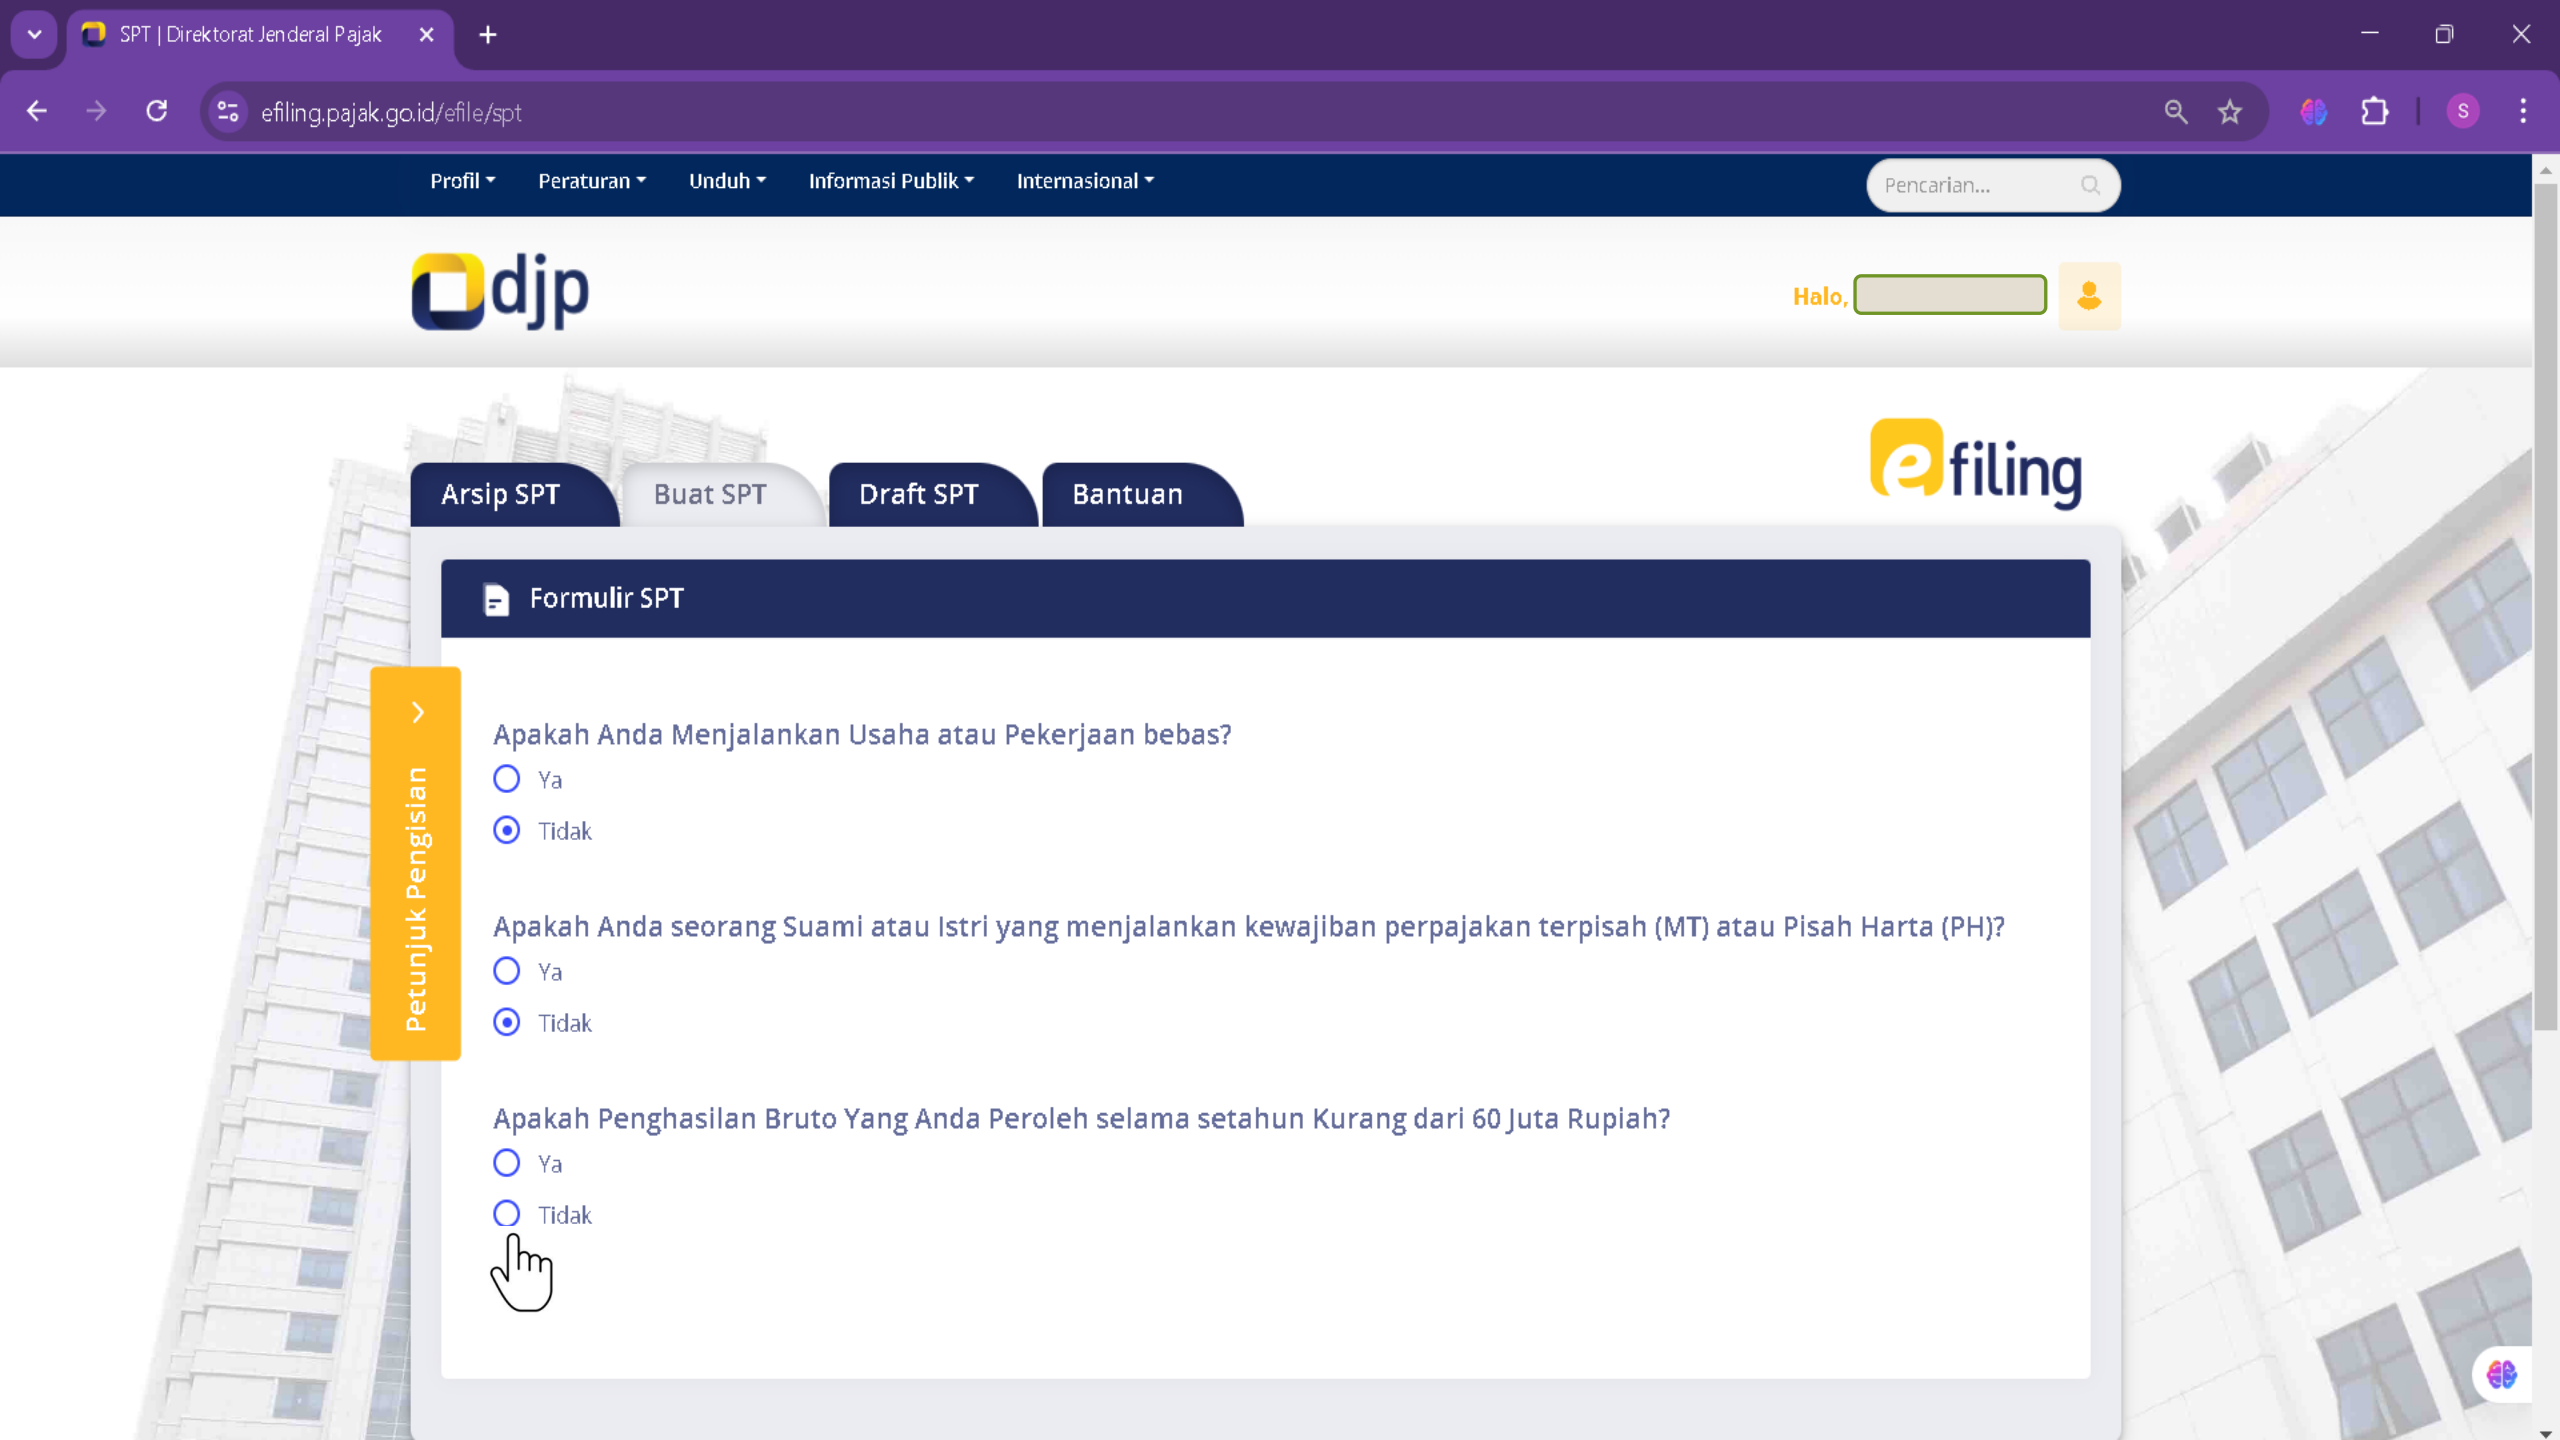 SPT | Direktorat Jenderal Pajak
efiling.pajak.go.id/efile/spt
S
Profil Peraturan Unduh Informasi Publik Internasional
Pencarian...
djp
Halo,
efiling
Arsip SPT Buat SPT Draft SPT Bantuan
Formulir SPT
Petunjuk Pengisian
Apakah Anda Menjalankan Usaha atau Pekerjaan bebas?
Ya
Tidak
Apakah Anda seorang Suami atau Istri yang menjalankan kewajiban perpajakan terpisah (MT) atau Pisah Harta (PH)?
Ya
Tidak
Apakah Penghasilan Bruto Yang Anda Peroleh selama setahun Kurang dari 60 Juta Rupiah?
Ya
Tidak